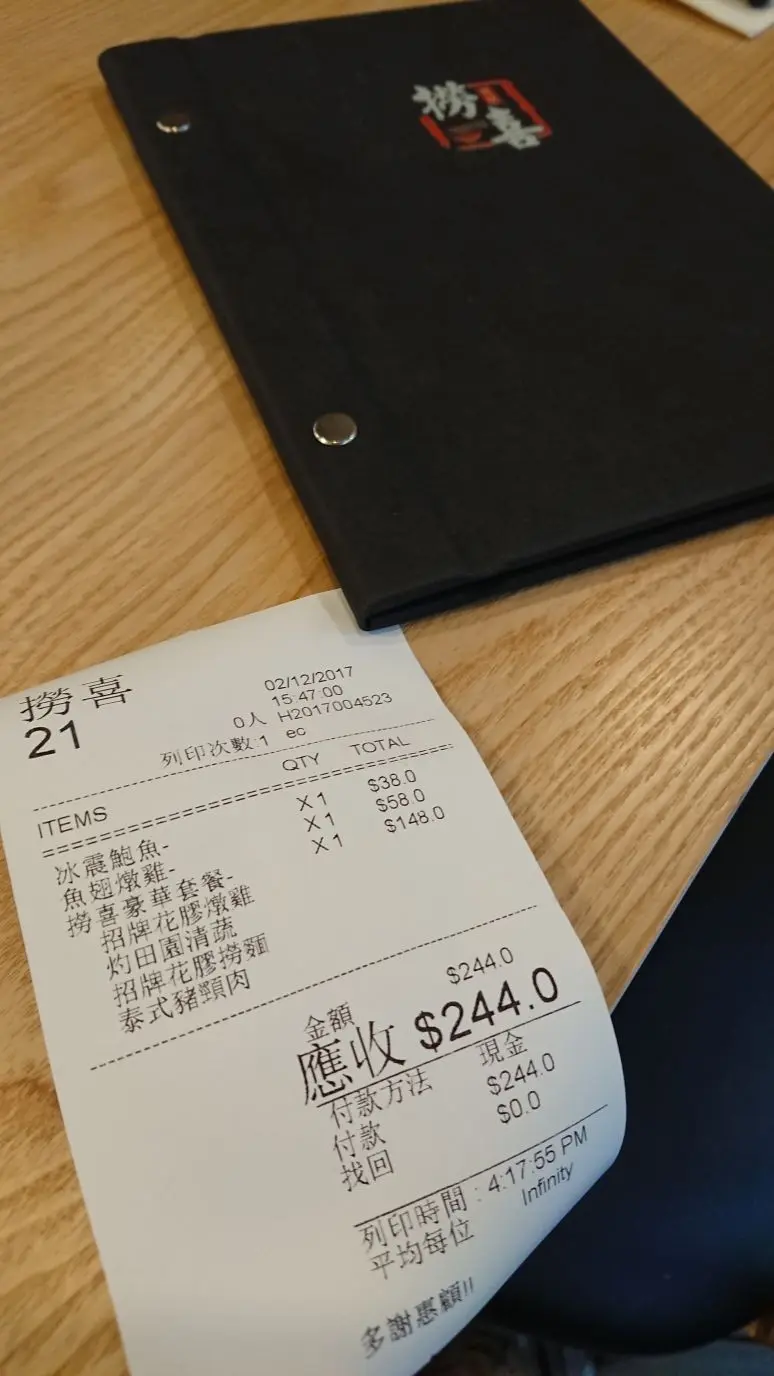 撈喜
撈喜
21
02/12/2017
15:47:00
0人 H2017004523
列印次數:1 ec
ITEMS QTY TOTAL
冰震鮑魚- X 1 $38.0
魚翅燉雞- X 1 $58.0
撈喜豪華套餐- X 1 $148.0
招牌花膠燉雞
灼田園清蔬
招牌花膠撈麵
泰式豬頸肉
金額 $244.0
應收 $244.0
付款方法 現金
付款 $244.0
找回 $0.0
列印時間 : 4:17:55 PM
平均每位 Infinity
多謝惠顧!!